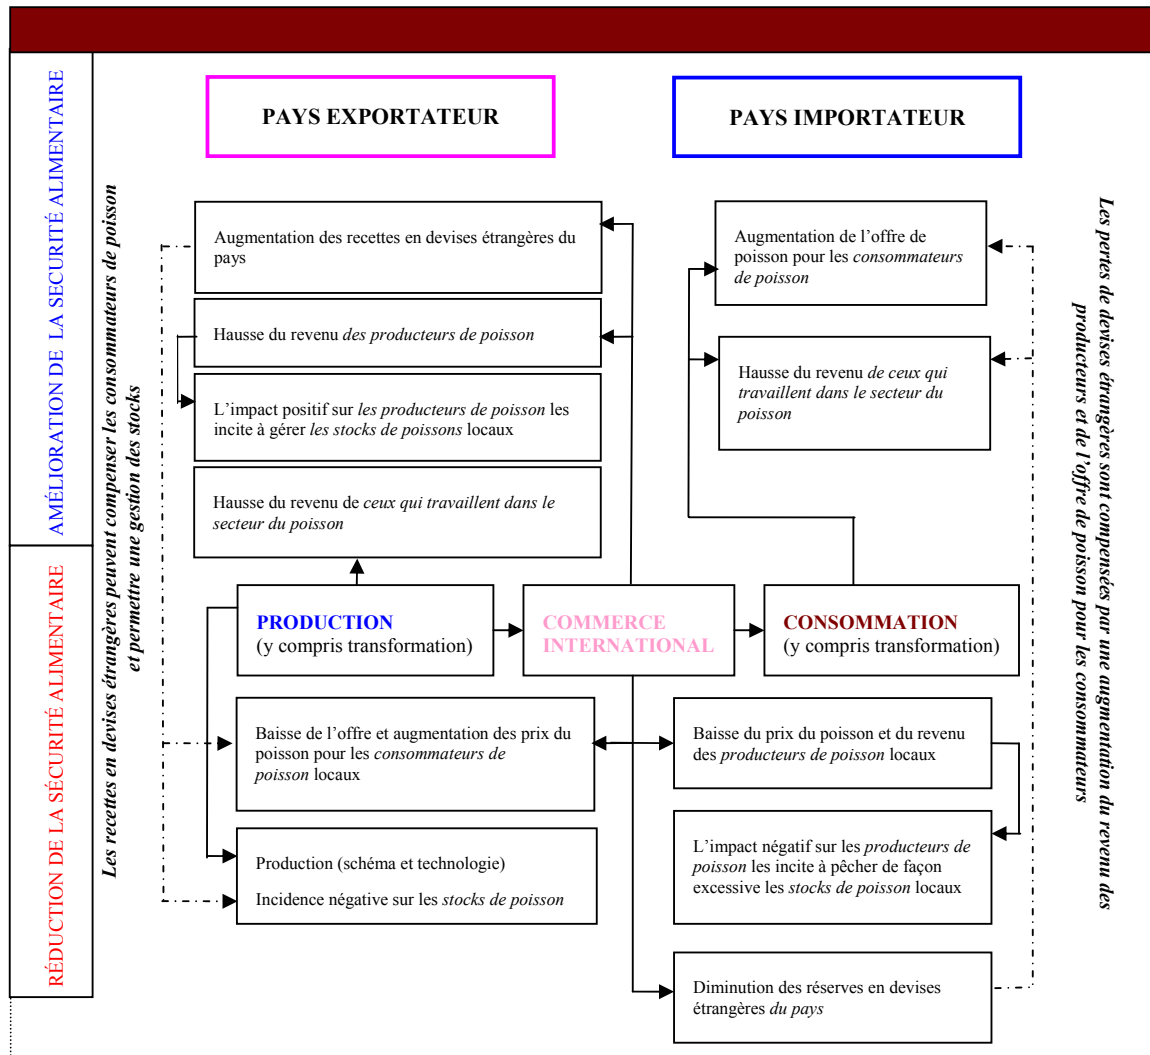 PAYS EXPORTATEUR
PAYS IMPORTATEUR
AMÉLIORATION DE LA SECURITÉ ALIMENTAIRE
RÉDUCTION DE LA SÉCURITÉ ALIMENTAIRE
Les recettes en devises étrangères peuvent compenser les consommateurs de poisson
et permettre une gestion des stocks
Augmentation des recettes en devises étrangères du
pays
Hausse du revenu des producteurs de poisson
L'impact positif sur les producteurs de poisson les
incite à gérer les stocks de poissons locaux
Hausse du revenu de ceux qui travaillent dans le
secteur du poisson
Augmentation de l'offre de
poisson pour les consommateurs
de poisson
Hausse du revenu de ceux qui
travaillent dans le secteur du
poisson
PRODUCTION
(y compris transformation)
COMMERCE
INTERNATIONAL
CONSOMMATION
(y compris transformation)
Baisse de l'offre et augmentation des prix du
poisson pour les consommateurs de
poisson locaux
Production (schéma et technologie)
Incidence négative sur les stocks de poisson
Baisse du prix du poisson et du revenu
des producteurs de poisson locaux
L'impact négatif sur les producteurs de
poisson les incite à pêcher de façon
excessive les stocks de poisson locaux
Diminution des réserves en devises
étrangères du pays
Les pertes de devises étrangères sont compensées par une augmentation du revenu des
producteurs et de l'offre de poisson pour les consommateurs